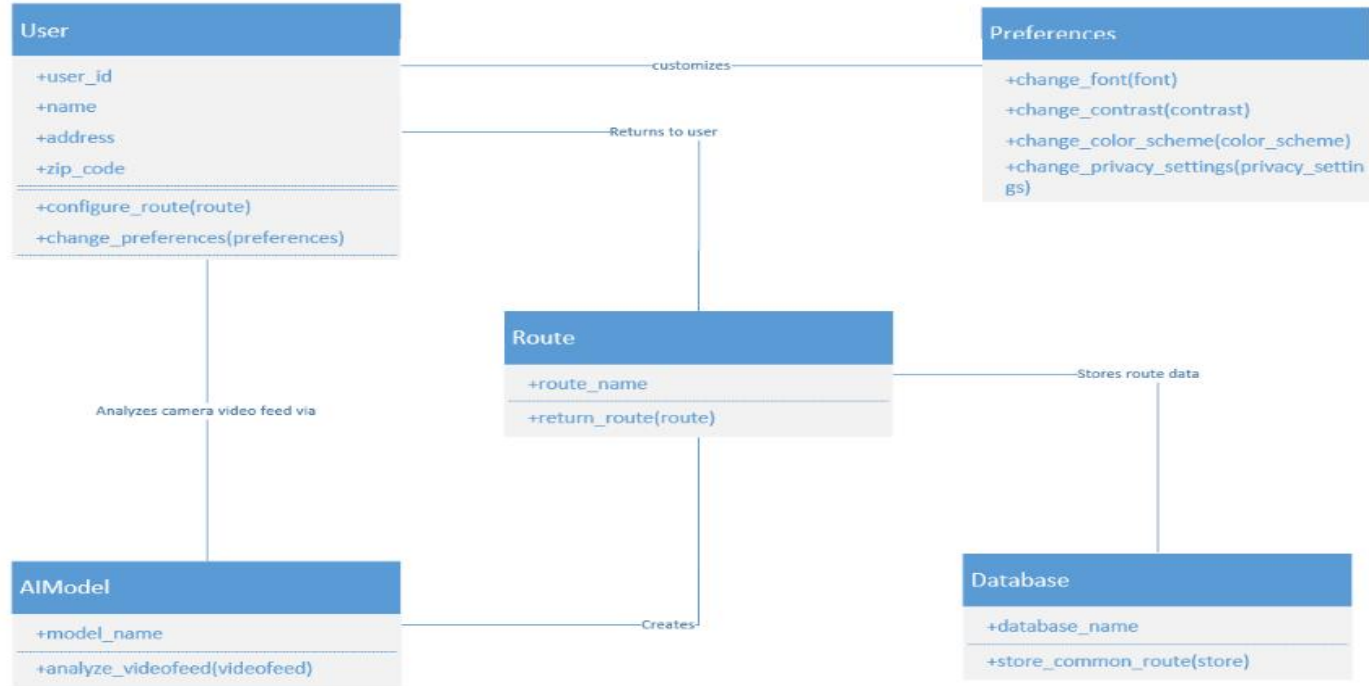 User
+user_id
+name
+address
+zip_code
+configure_route(route)
+change_preferences(preferences)
customizes
Returns to user
Preferences
+change_font(font)
+change_contrast(contrast)
+change_color_scheme(color_scheme)
+change_privacy_settings(privacy_settin
gs)
Route
+route_name
+return_route(route)
Stores route data
Analyzes camera video feed via
AIModel
+model_name
+analyze_videofeed(videofeed)
Creates
Database
+database_name
+store_common_route(store)